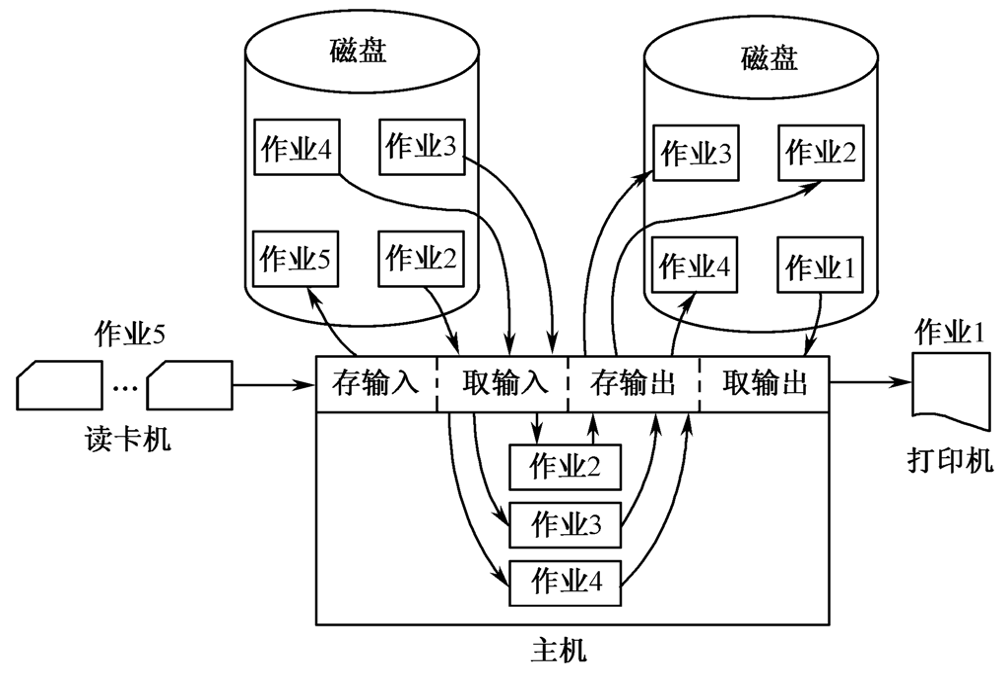 磁盘
磁盘
作业4
作业3
作业3
作业2
作业5
作业2
作业4
作业1
作业5
作业1
...
存输入
取输入
存输出
取输出
读卡机
打印机
作业2
作业3
作业4
主机